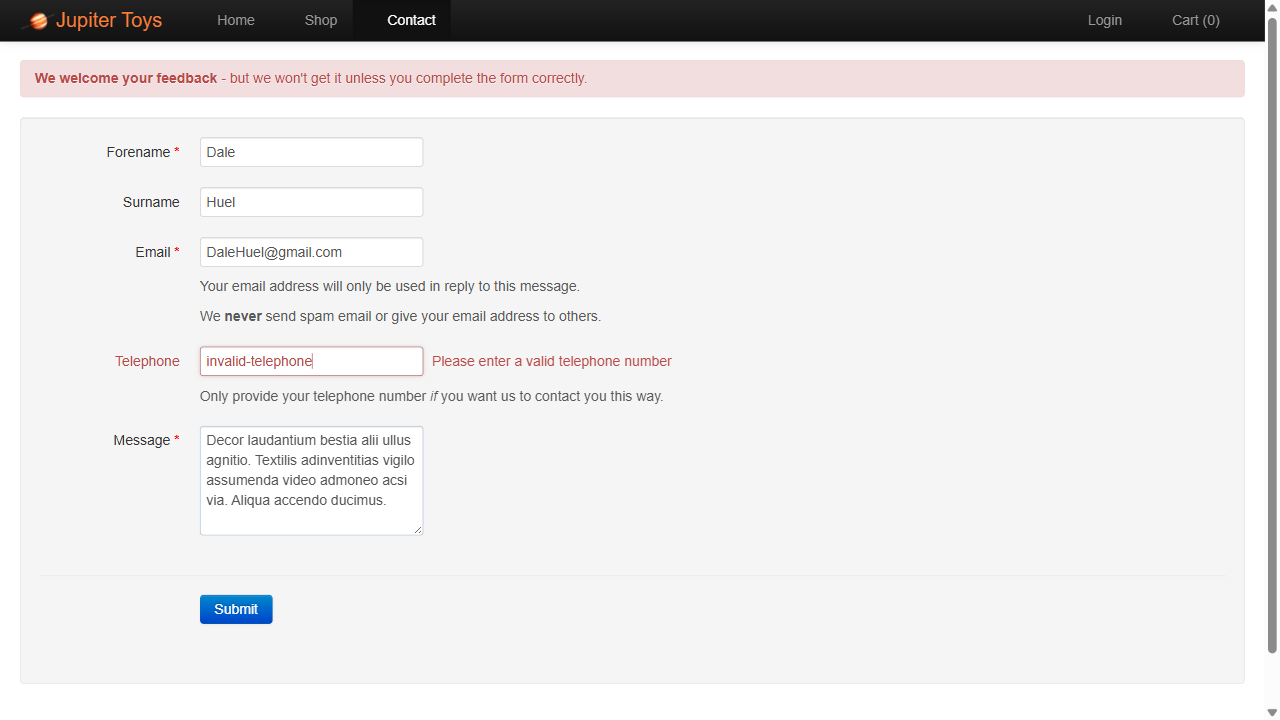 Jupiter Toys Home Shop Contact Login Cart (0)
We welcome your feedback - but we won't get it unless you complete the form correctly.
Forename * Dale
Surname Huel
Email * DaleHuel@gmail.com
Your email address will only be used in reply to this message.
We never send spam email or give your email address to others.
Telephone invalid-telephone Please enter a valid telephone number
Only provide your telephone number if you want us to contact you this way.
Message * Decor laudantium bestia alii ullus
agnitio. Textilis adinventitias vigilo
assumenda video admoneo acsi
via. Aliqua accendo ducimus.
Submit